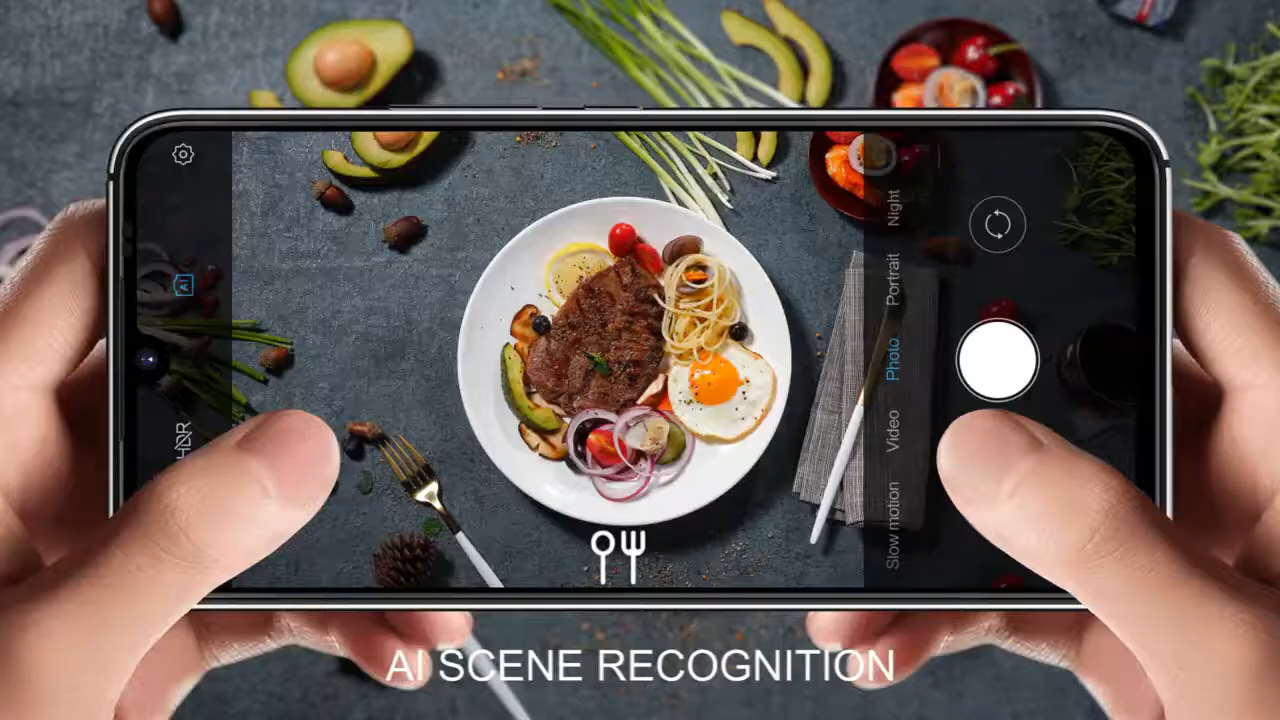 AI
HDR
Night
Portrait
Photo
Video
Slow motion
AI SCENE RECOGNITION